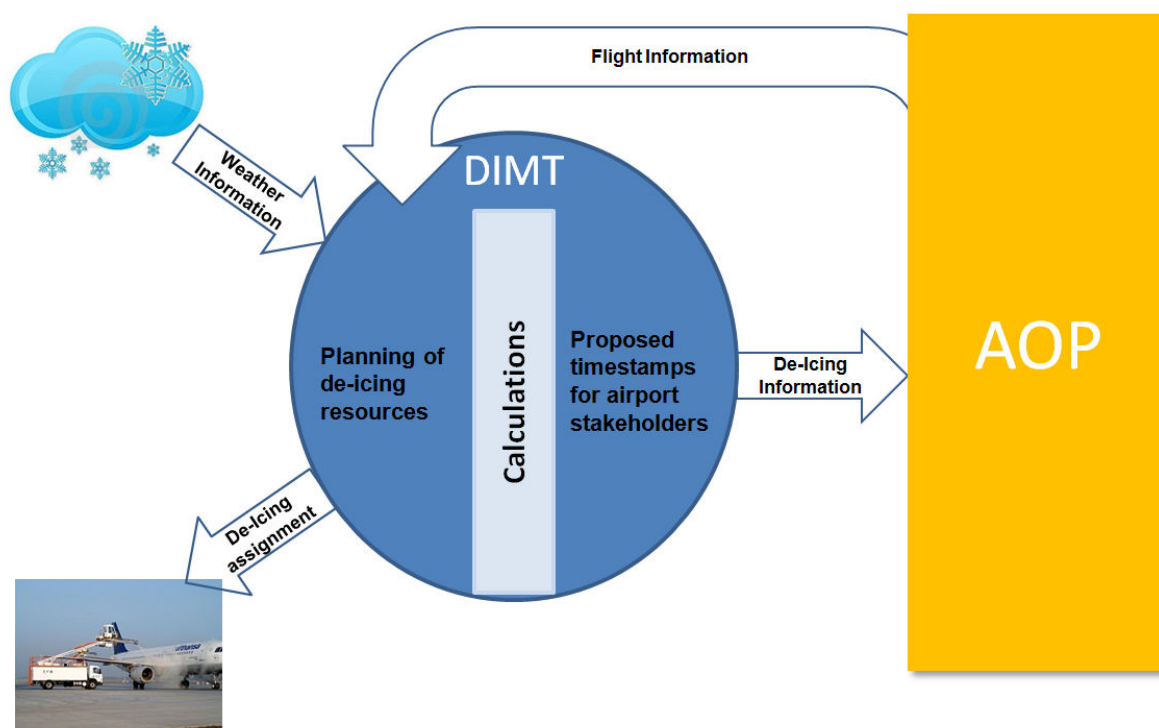 Flight Information
Weather
Information
DIMT
Planning of
de-icing
resources
Calculations
Proposed
timestamps
for airport
stakeholders
De-Icing
Information
AOP
De-Icing
assignment